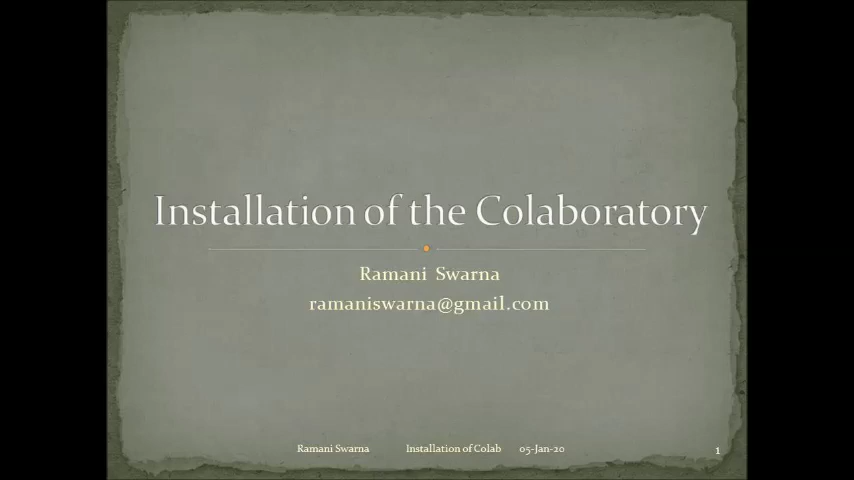 Installation of the Colaboratory
Ramani Swarna
ramaniswarna@gmail.com
Ramani Swarna Installation of Colab 05-Jan-20 1